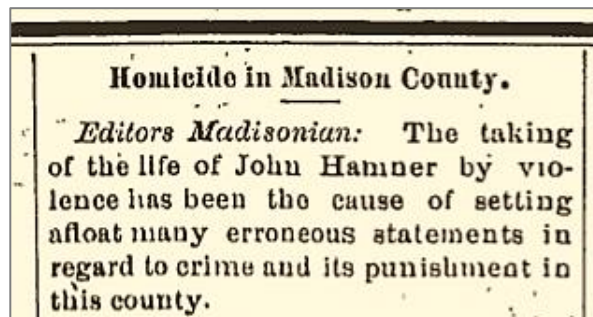 Homicide in Madison County.
Editors Madisonian: The taking
of the life of John Hamner by vio-
lence has been the cause of setting
afloat many erroneous statements in
regard to crime and its punishment in
this county.